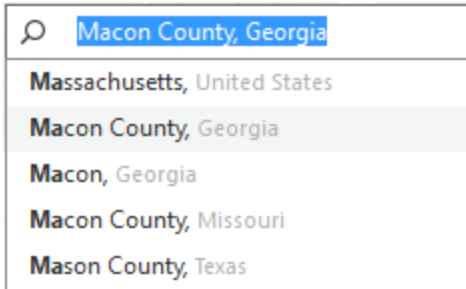 Macon County, Georgia
Massachusetts, United States
Macon County, Georgia
Macon, Georgia
Macon County, Missouri
Mason County, Texas